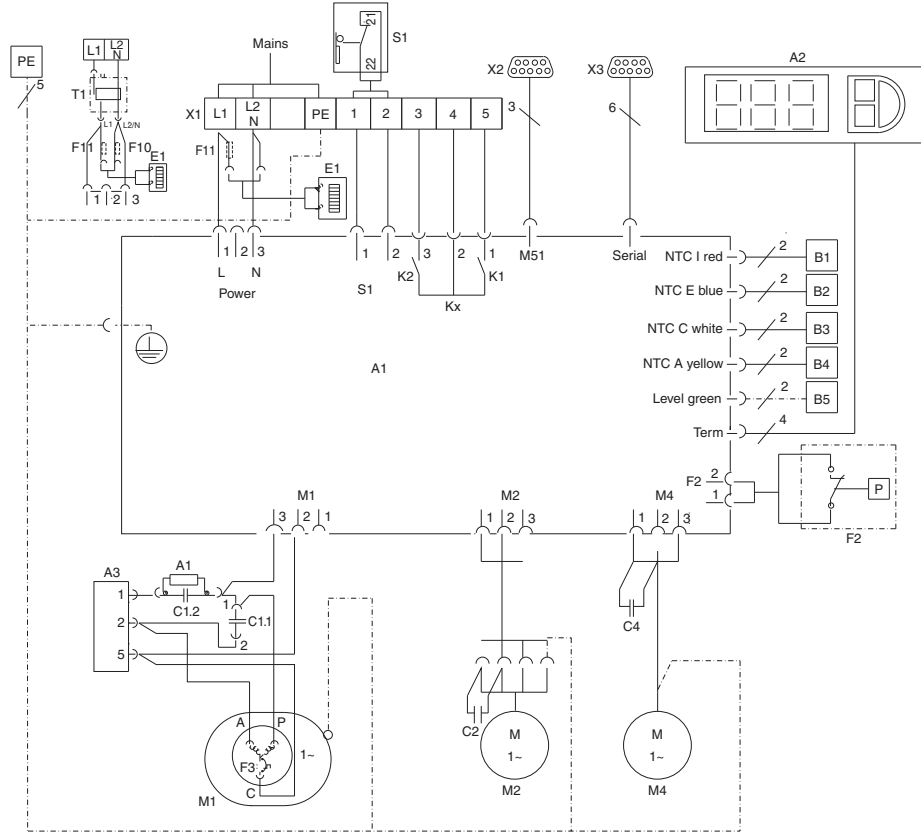 21
22
S1
Mains
PE
5
L1
L2
N
T1
L1
L2/N
F11
F10
E1
1
2
3
X1
L1
L2
N
PE
1
2
3
4
5
X2
3
X3
6
A2
F11
E1
1
2
3
L
N
Power
1
2
S1
3
2
1
K2
K1
Kx
M51
Serial
NTC I red
2
B1
NTC E blue
2
B2
NTC C white
2
B3
NTC A yellow
2
B4
Level green
2
B5
Term
4
A1
F2
2
1
P
F2
M1
3
2
1
M2
1
2
3
M4
1
2
3
A3
1
2
5
A1
C1.2
1
C1.1
2
C4
C2
A
P
F3
C
1~
M1
M
1~
M2
M
1~
M4